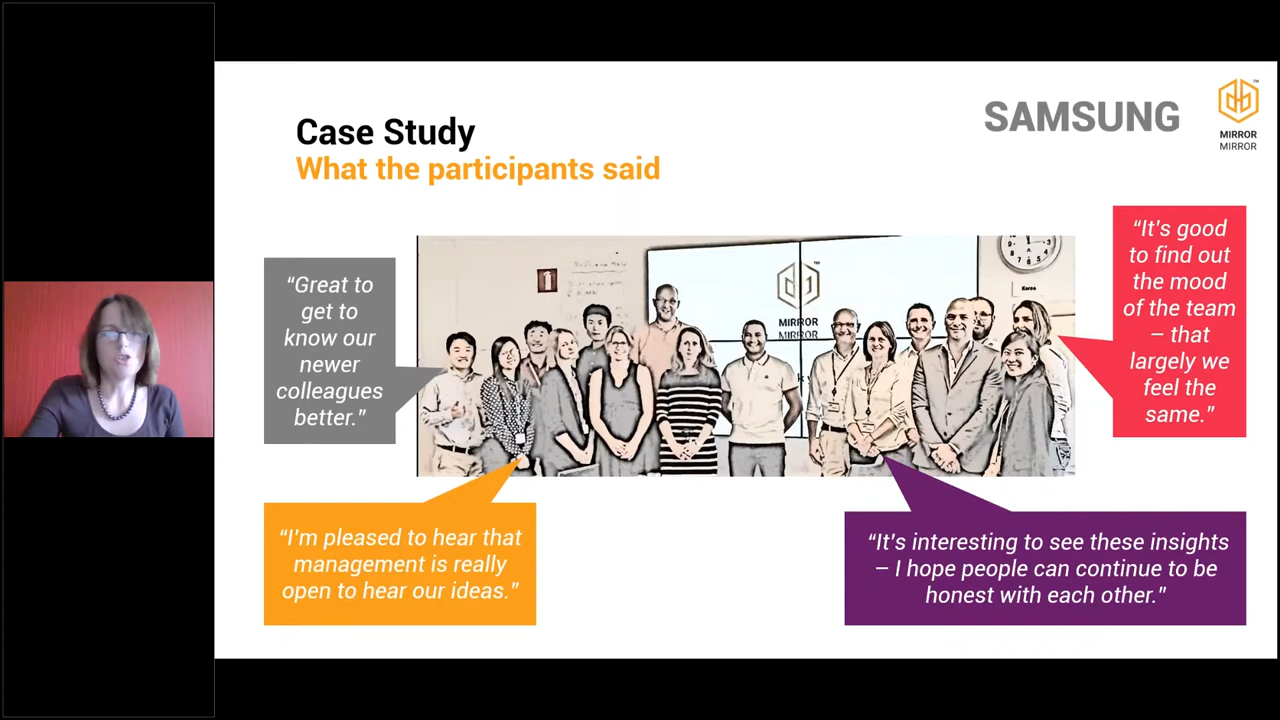 Case Study
What the participants said
SAMSUNG
TM
MIRROR
MIRROR
“Great to
get to
know our
newer
colleagues
better.”
TM
MIRROR
MIRROR
“It’s good
to find out
the mood
of the team
– that
largely we
feel the
same.”
“I’m pleased to hear that
management is really
open to hear our ideas.”
“It’s interesting to see these insights
– I hope people can continue to be
honest with each other.”